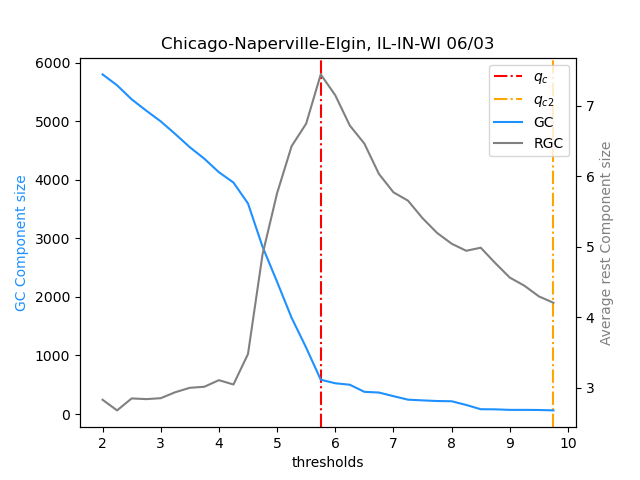 Chicago-Naperville-Elgin, IL-IN-WI 06/03
GC Component size
6000
5000
4000
3000
2000
1000
0
2
3
4
5
6
7
8
9
10
thresholds
7
6
5
4
3
Average rest Component size
q_c
q_c2
GC
RGC